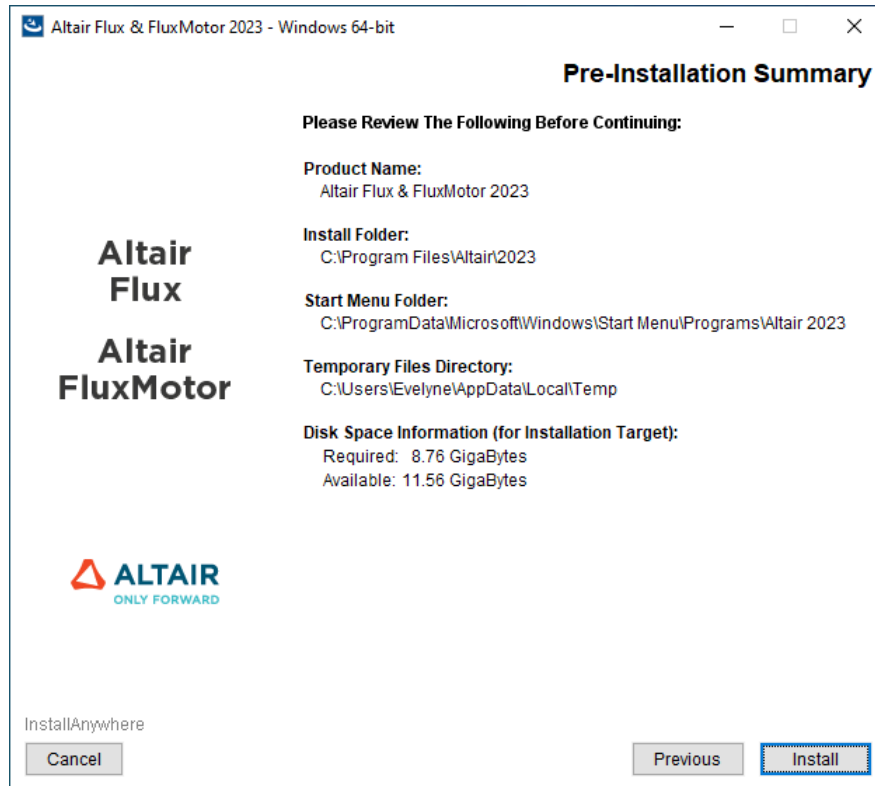 Altair Flux & FluxMotor 2023 - Windows 64-bit
Pre-Installation Summary
Please Review The Following Before Continuing:
Product Name:
Altair Flux & FluxMotor 2023
Install Folder:
C:\Program Files\Altair\2023
Start Menu Folder:
C:\ProgramData\Microsoft\Windows\Start Menu\Programs\Altair 2023
Temporary Files Directory:
C:\Users\Evelyne\AppData\Local\Temp
Disk Space Information (for Installation Target):
Required: 8.76 GigaBytes
Available: 11.56 GigaBytes
Altair
Flux
Altair
FluxMotor
ALTAIR
ONLY FORWARD
InstallAnywhere
Cancel
Previous
Install